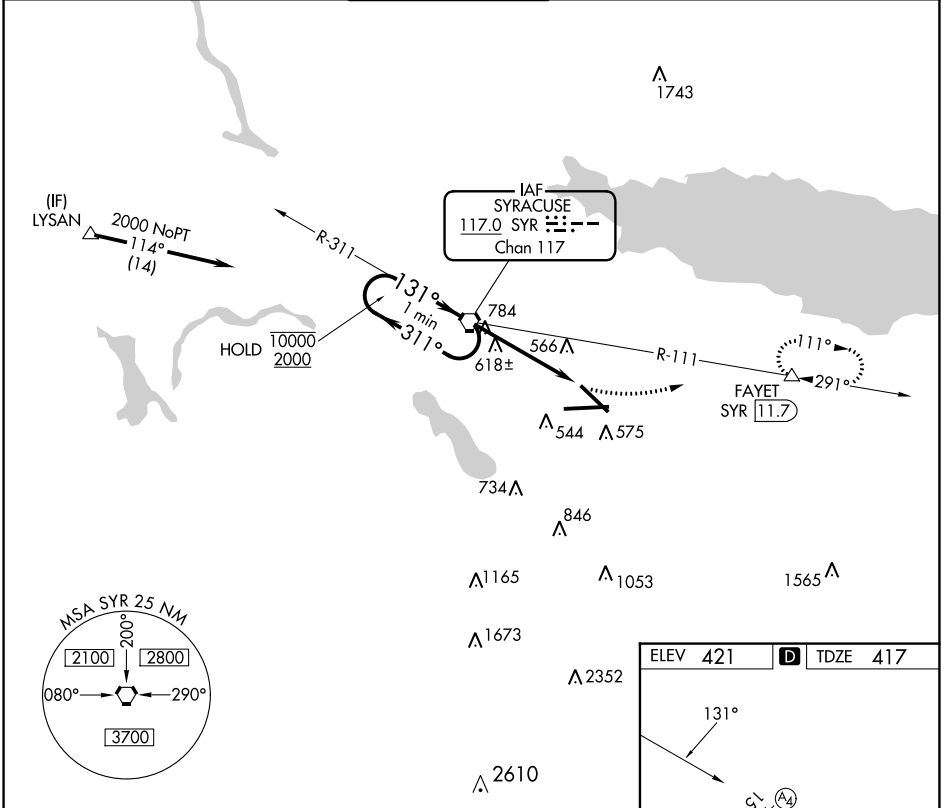 1743
(IF)
LYSAN
2000 NoPT
114°
(14)
IAF
SYRACUSE
117.0 SYR
Chan 117
R-311
131°
1 min
311°
HOLD 10000
2000
784
618±
566
R-111
111°
291°
FAYET
SYR 11.7
544
575
734
846
1165
1053
1565
1673
2352
2610
MSA SYR 25 NM
200°
2100
2800
080°
290°
3700
ELEV 421 D TDZE 417
131°
15
A4